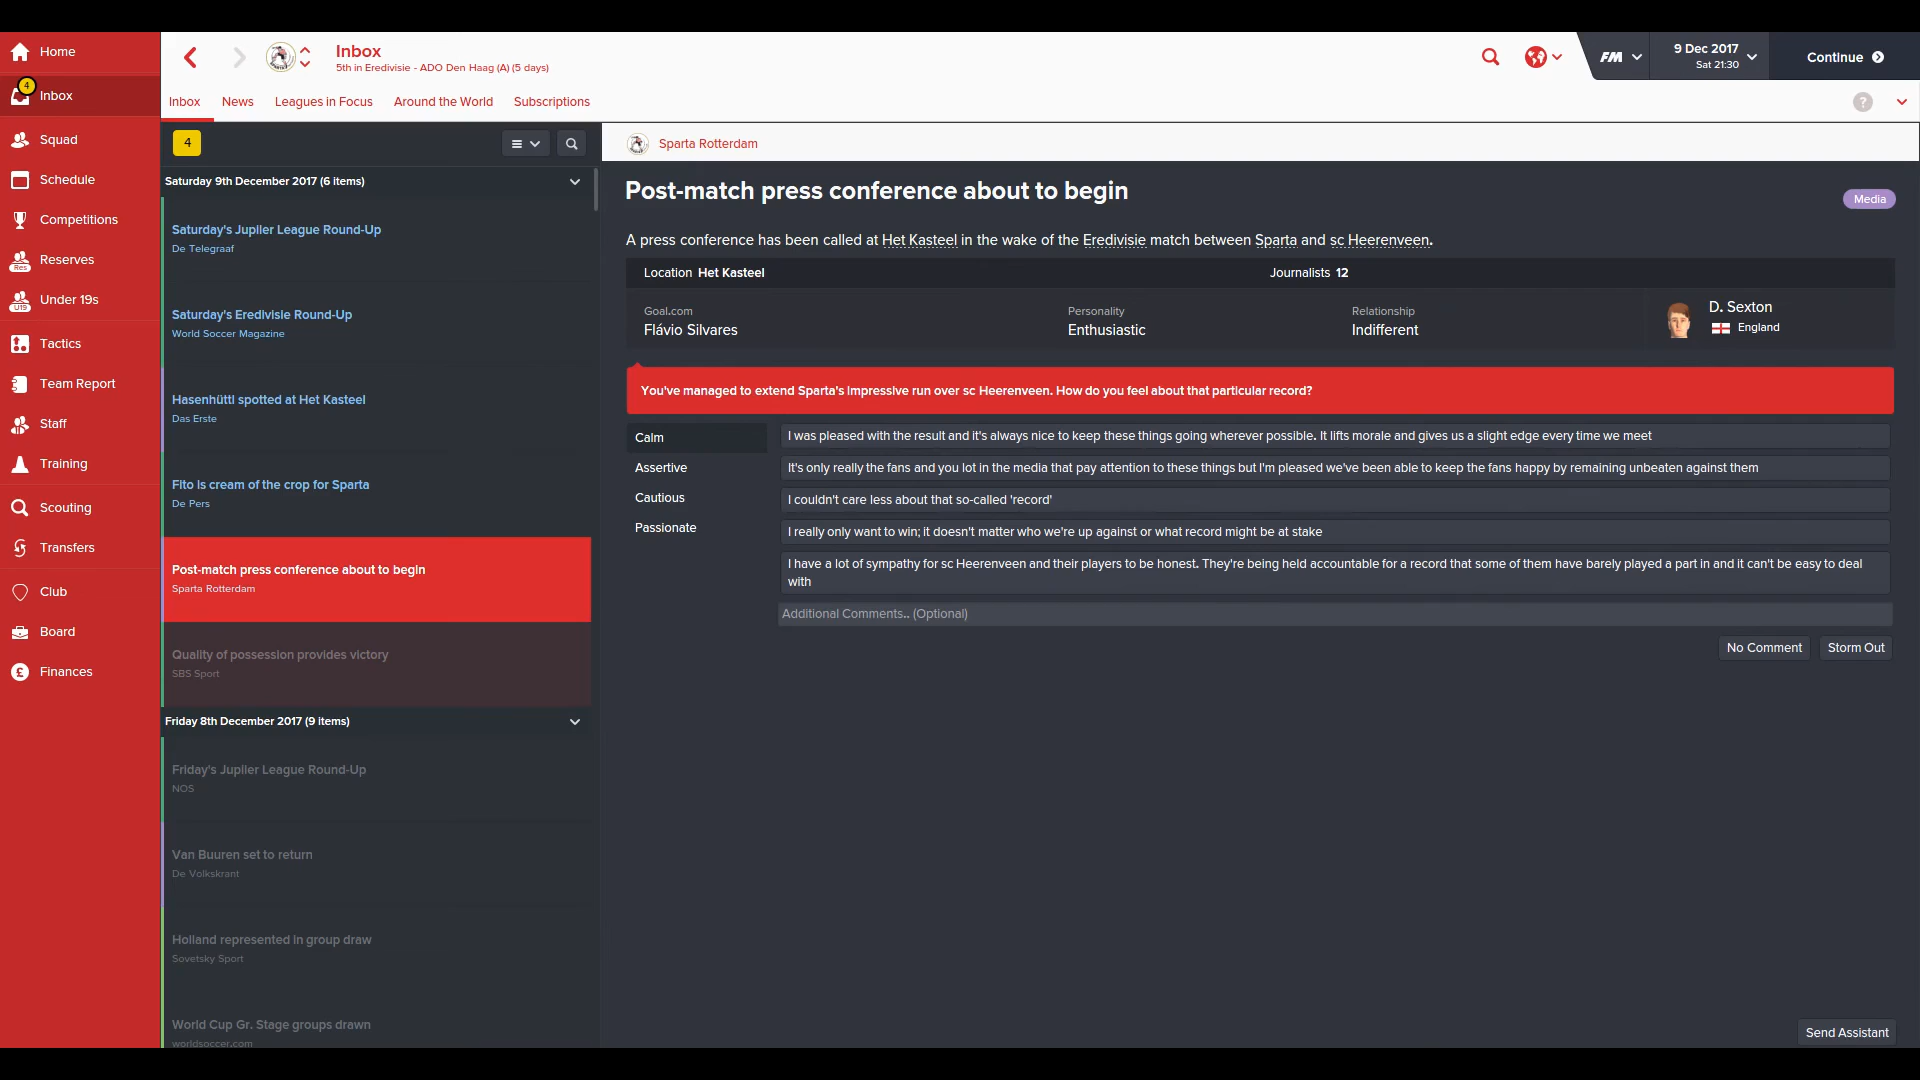 Home
4
Inbox
Squad
Schedule
Competitions
Reserves
Res
Under 19s
U19
Tactics
Team Report
Staff
Training
Scouting
Transfers
Club
Board
£
Finances
Inbox
5th in Eredivisie - ADO Den Haag (A) (5 days)
FM
9 Dec 2017
Sat 21:30
Continue
Inbox
News
Leagues in Focus
Around the World
Subscriptions
?
4
Saturday 9th December 2017 (6 items)
Saturday's Jupiler League Round-Up
De Telegraaf
Saturday's Eredivisie Round-Up
World Soccer Magazine
Hasenhüttl spotted at Het Kasteel
Das Erste
Fito is cream of the crop for Sparta
De Pers
Post-match press conference about to begin
Sparta Rotterdam
Quality of possession provides victory
SBS Sport
Friday 8th December 2017 (9 items)
Friday's Jupiler League Round-Up
NOS
Van Buuren set to return
De Volkskrant
Holland represented in group draw
Sovetsky Sport
World Cup Gr. Stage groups drawn
worldsoccer.com
Sparta Rotterdam
Post-match press conference about to begin
Media
A press conference has been called at Het Kasteel in the wake of the Eredivisie match between Sparta and sc Heerenveen.
Location Het Kasteel
Journalists 12
Goal.com
Flávio Silvares
Personality
Enthusiastic
Relationship
Indifferent
D. Sexton
England
You've managed to extend Sparta's impressive run over sc Heerenveen. How do you feel about that particular record?
Calm
Assertive
Cautious
Passionate
I was pleased with the result and it's always nice to keep these things going wherever possible. It lifts morale and gives us a slight edge every time we meet
It's only really the fans and you lot in the media that pay attention to these things but I'm pleased we've been able to keep the fans happy by remaining unbeaten against them
I couldn't care less about that so-called 'record'
I really only want to win; it doesn't matter who we're up against or what record might be at stake
I have a lot of sympathy for sc Heerenveen and their players to be honest. They're being held accountable for a record that some of them have barely played a part in and it can't be easy to deal
with
Additional Comments.. (Optional)
No Comment
Storm Out
Send Assistant